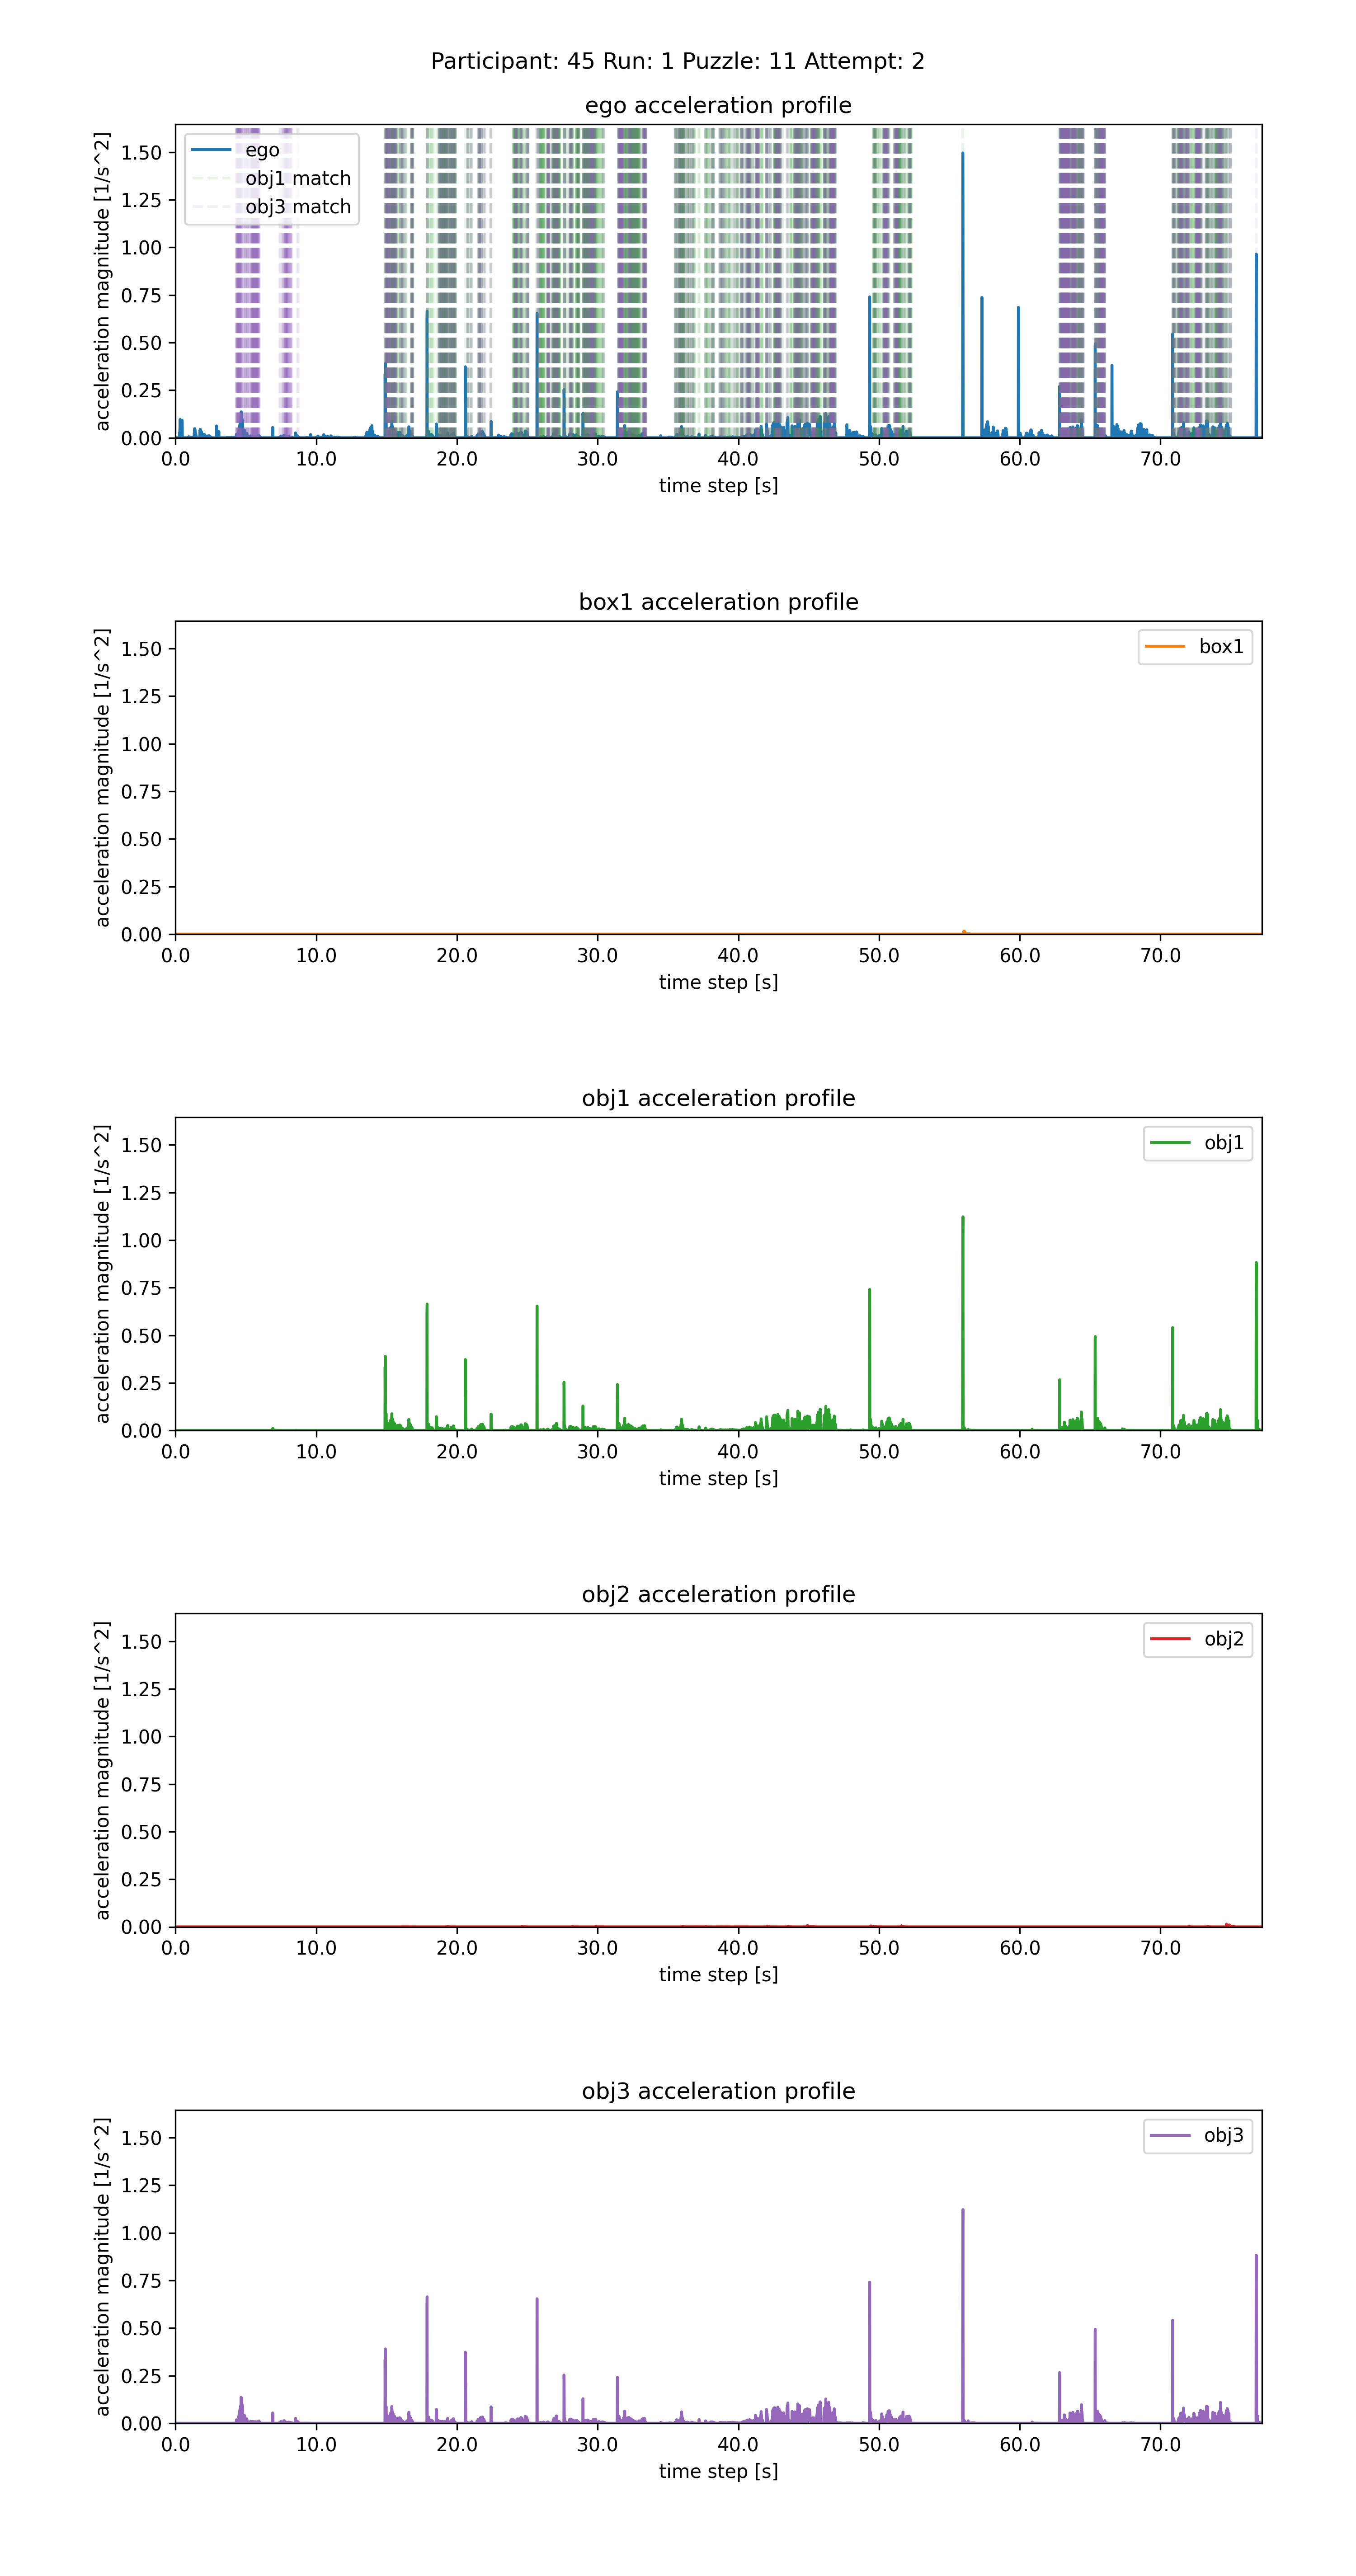 Participant: 45 Run: 1 Puzzle: 11 Attempt: 2
ego acceleration profile
acceleration magnitude [1/s^2]
1.50
1.25
1.00
0.75
0.50
0.25
0.00
ego
obj1 match
obj3 match
0.0 10.0 20.0 30.0 40.0 50.0 60.0 70.0
time step [s]
box1 acceleration profile
acceleration magnitude [1/s^2]
1.50
1.25
1.00
0.75
0.50
0.25
0.00
box1
0.0 10.0 20.0 30.0 40.0 50.0 60.0 70.0
time step [s]
obj1 acceleration profile
acceleration magnitude [1/s^2]
1.50
1.25
1.00
0.75
0.50
0.25
0.00
obj1
0.0 10.0 20.0 30.0 40.0 50.0 60.0 70.0
time step [s]
obj2 acceleration profile
acceleration magnitude [1/s^2]
1.50
1.25
1.00
0.75
0.50
0.25
0.00
obj2
0.0 10.0 20.0 30.0 40.0 50.0 60.0 70.0
time step [s]
obj3 acceleration profile
acceleration magnitude [1/s^2]
1.50
1.25
1.00
0.75
0.50
0.25
0.00
obj3
0.0 10.0 20.0 30.0 40.0 50.0 60.0 70.0
time step [s]